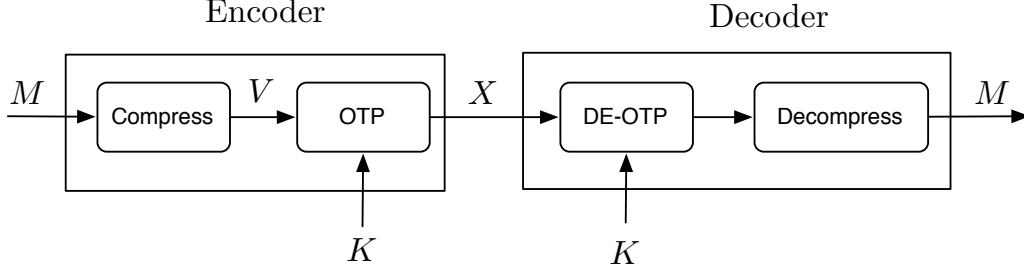 Encoder
Decoder
M
Compress
V
OTP
X
DE-OTP
Decompress
M
K
K